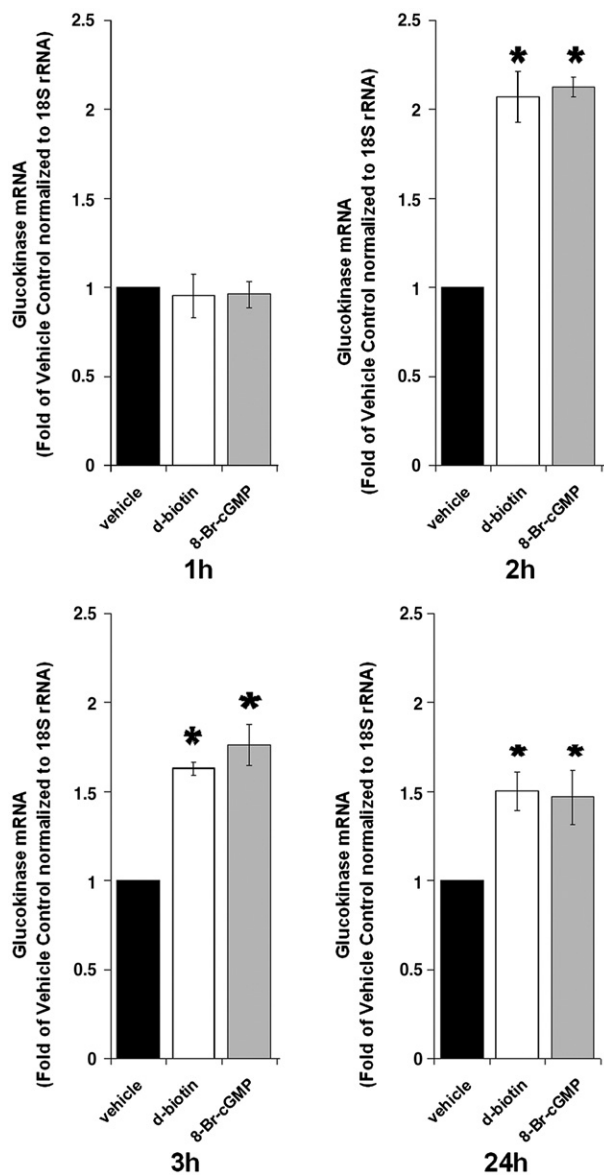 Glucokinase mRNA
(Fold of Vehicle Control normalized to 18S rRNA)
2.5
2
1.5
1
0.5
0
vehicle
d-biotin
8-Br-cGMP
1h
Glucokinase mRNA
(Fold of Vehicle Control normalized to 18S rRNA)
2.5
2
1.5
1
0.5
0
*
*
vehicle
d-biotin
8-Br-cGMP
2h
Glucokinase mRNA
(Fold of Vehicle Control normalized to 18S rRNA)
2.5
2
1.5
1
0.5
0
*
*
vehicle
d-biotin
8-Br-cGMP
3h
Glucokinase mRNA
(Fold of Vehicle Control normalized to 18S rRNA)
2.5
2
1.5
1
0.5
0
*
*
vehicle
d-biotin
8-Br-cGMP
24h